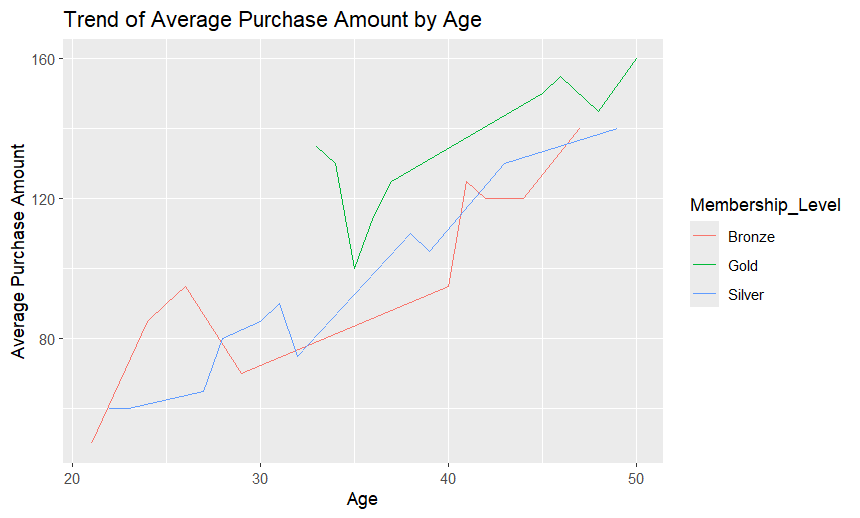 Trend of Average Purchase Amount by Age
160
120
80
Average Purchase Amount
20 30 40 50
Age
Membership_Level
Bronze
Gold
Silver